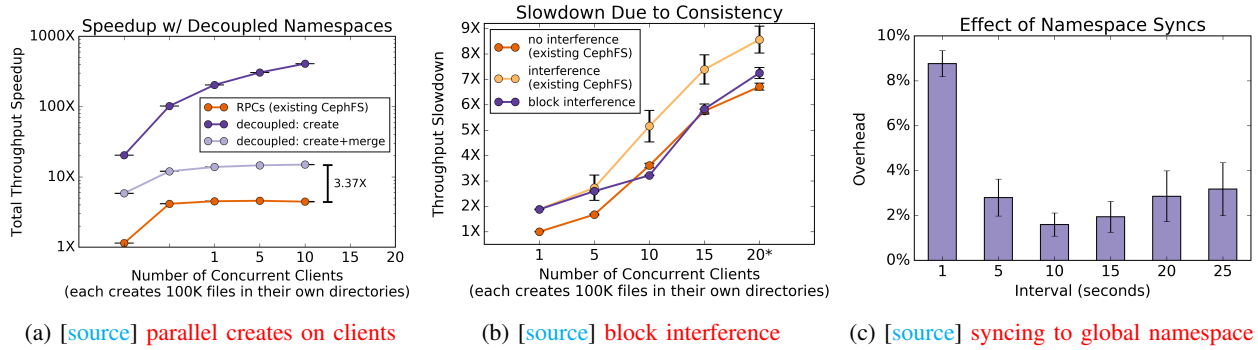 Speedup w/ Decoupled Namespaces
Total Throughput Speedup
1000X
100X
10X
1X
RPCs (existing CephFS)
decoupled: create
decoupled: create+merge
3.37X
1 5 10 15 20
Number of Concurrent Clients
(each creates 100K files in their own directories)
(a) [source] parallel creates on clients
Slowdown Due to Consistency
Throughput Slowdown
9X
8X
7X
6X
5X
4X
3X
2X
1X
no interference
(existing CephFS)
interference
(existing CephFS)
block interference
1 5 10 15 20*
Number of Concurrent Clients
(each creates 100K files in their own directories)
(b) [source] block interference
Effect of Namespace Syncs
Overhead
10%
8%
6%
4%
2%
0%
1 5 10 15 20 25
Interval (seconds)
(c) [source] syncing to global namespace